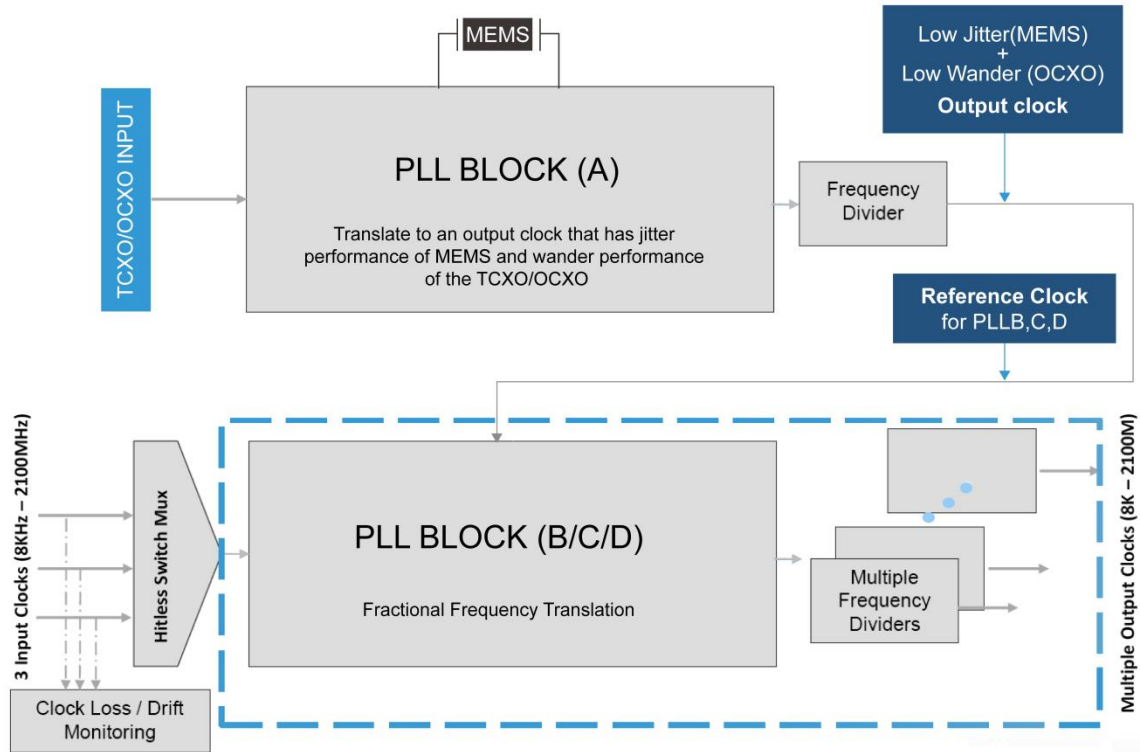 MEMS
Low Jitter(MEMS)
+
Low Wander (OCXO)
Output clock
TCXO/OCXO INPUT
PLL BLOCK (A)
Translate to an output clock that has jitter
performance of MEMS and wander performance
of the TCXO/OCXO
Frequency
Divider
Reference Clock
for PLLB,C,D
3 Input Clocks (8KHz – 2100MHz)
Hitless Switch Mux
PLL BLOCK (B/C/D)
Fractional Frequency Translation
Multiple
Frequency
Dividers
Multiple Output Clocks (8K – 2100M)
Clock Loss / Drift
Monitoring